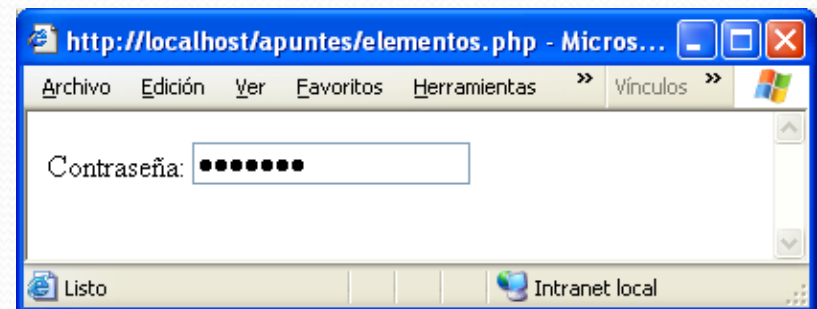 http://localhost/apuntes/elementos.php - Micros...
Archivo Edición Ver Favoritos Herramientas » Vínculos »
Contraseña: •••••••
Listo Intranet local